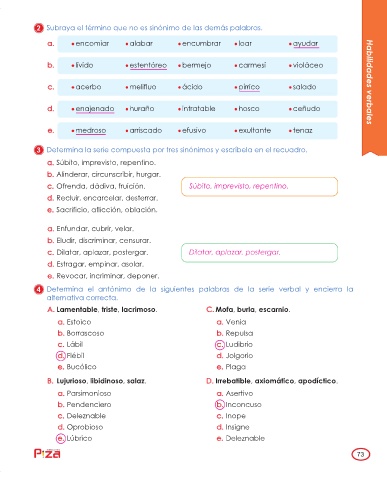 2 Subraya el término que no es sinónimo de las demás palabras.
a. • encomiar • alabar • encumbrar • loar • ayudar
b. • lívido • estentóreo • bermejo • carmesí • violáceo
c. • acerbo • melifluo • ácido • pírrico • salado
d. • enajenado • huraño • intratable • hosco • ceñudo
e. • medroso • arriscado • efusivo • exultante • tenaz
Habilidades verbales
3 Determina la serie compuesta por tres sinónimos y escríbela en el recuadro.
a. Súbito, imprevisto, repentino.
b. Alinderar, circunscribir, hurgar.
c. Ofrenda, dádiva, fruición.
Súbito, imprevisto, repentino.
d. Recluir, encarcelar, desterrar.
e. Sacrificio, aflicción, oblación.
a. Enfundar, cubrir, velar.
b. Eludir, discriminar, censurar.
c. Dilatar, aplazar, postergar.
Dilatar, aplazar, postergar.
d. Estragar, empinar, asolar.
e. Revocar, incriminar, deponer.
4 Determina el antónimo de la siguientes palabras de la serie verbal y encierra la
alternativa correcta.
A. Lamentable, triste, lacrimoso.
a. Estoico
b. Borrascoso
c. Lábil
d. Flébil
e. Bucólico
B. Lujurioso, libidinoso, salaz.
a. Parsimonioso
b. Pendenciero
c. Deleznable
d. Oprobioso
e. Lúbrico
C. Mofa, burla, escarnio.
a. Venia
b. Repulsa
c. Ludibrio
d. Jolgorio
e. Plaga
D. Irrebatible, axiomático, apodíctico.
a. Asertivo
b. Inconcuso
c. Inope
d. Insigne
e. Deleznable
73